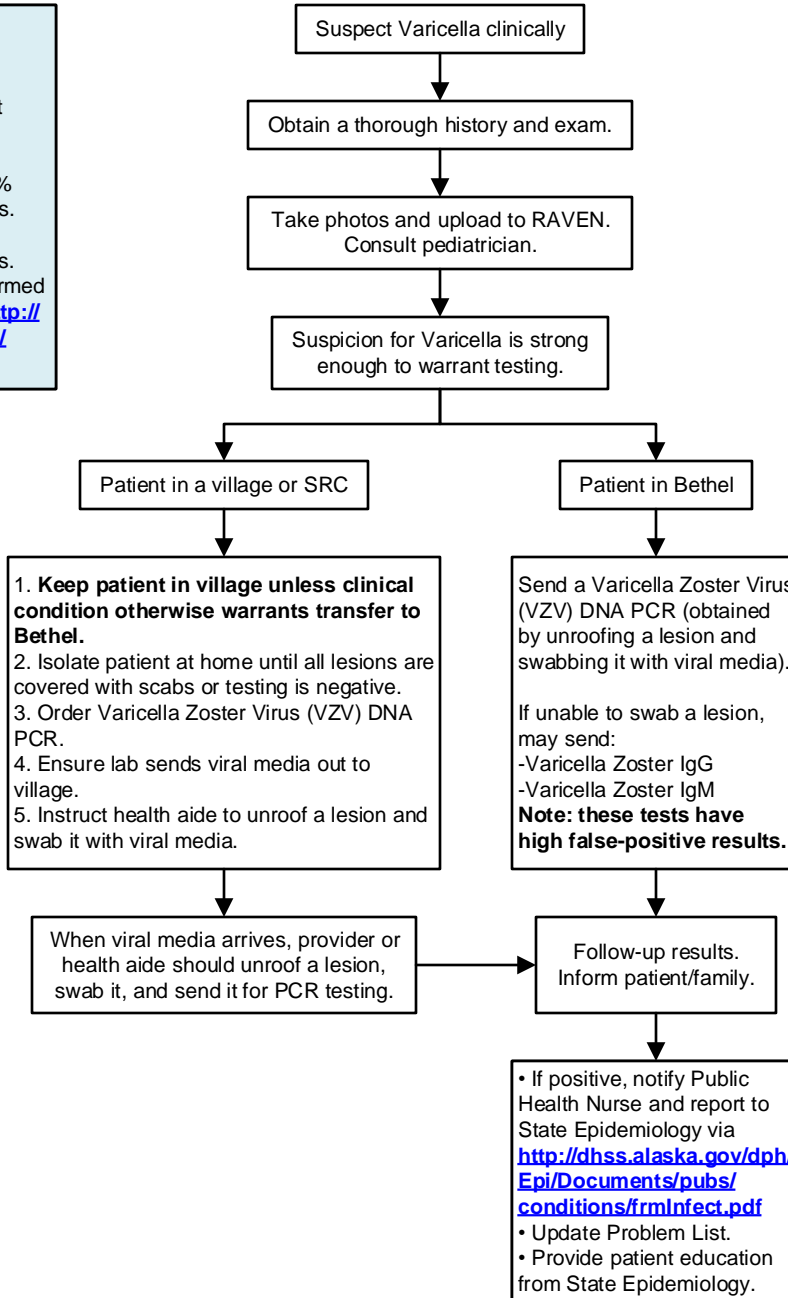 t
%
s.
s.
rmed
tp://
/
Suspect Varicella clinically
Obtain a thorough history and exam.
Take photos and upload to RAVEN.
Consult pediatrician.
Suspicion for Varicella is strong
enough to warrant testing.
Patient in a village or SRC
Patient in Bethel
1. Keep patient in village unless clinical
condition otherwise warrants transfer to
Bethel.
2. Isolate patient at home until all lesions are
covered with scabs or testing is negative.
3. Order Varicella Zoster Virus (VZV) DNA
PCR.
4. Ensure lab sends viral media out to
village.
5. Instruct health aide to unroof a lesion and
swab it with viral media.
Send a Varicella Zoster Virus
(VZV) DNA PCR (obtained
by unroofing a lesion and
swabbing it with viral media).
If unable to swab a lesion,
may send:
-Varicella Zoster IgG
-Varicella Zoster IgM
Note: these tests have
high false-positive results.
When viral media arrives, provider or
health aide should unroof a lesion,
swab it, and send it for PCR testing.
Follow-up results.
Inform patient/family.
• If positive, notify Public
Health Nurse and report to
State Epidemiology via
http://dhss.alaska.gov/dph/
Epi/Documents/pubs/
conditions/frmInfect.pdf
• Update Problem List.
• Provide patient education
from State Epidemiology.